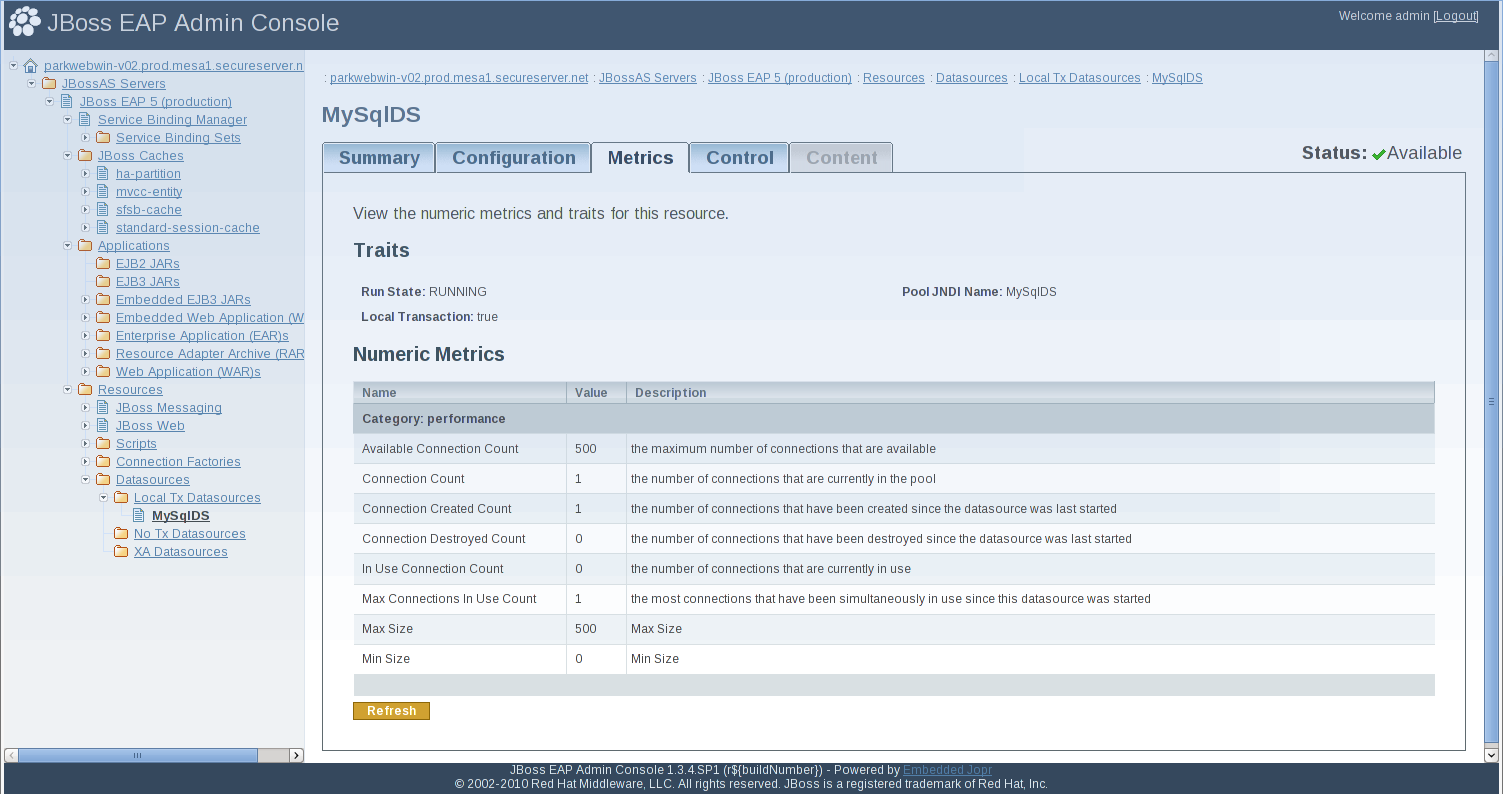 JBoss EAP Admin Console
Welcome admin [Logout]
parkwebwin-v02.prod.mesa1.secureserver.n
JBossAS Servers
JBoss EAP 5 (production)
Service Binding Manager
Service Binding Sets
JBoss Caches
ha-partition
mvcc-entity
sfsb-cache
standard-session-cache
Applications
EJB2 JARs
EJB3 JARs
Embedded EJB3 JARs
Embedded Web Application (W
Enterprise Application (EAR)s
Resource Adapter Archive (RAR
Web Application (WAR)s
Resources
JBoss Messaging
JBoss Web
Scripts
Connection Factories
Datasources
Local Tx Datasources
MySqlDS
No Tx Datasources
XA Datasources
: parkwebwin-v02.prod.mesa1.secureserver.net : JBossAS Servers : JBoss EAP 5 (production) : Resources : Datasources : Local Tx Datasources : MySqlDS
MySqlDS
Summary Configuration Metrics Control Content
Status: Available
View the numeric metrics and traits for this resource.
Traits
Run State: RUNNING Pool JNDI Name: MySqlDS
Local Transaction: true
Numeric Metrics
Name Value Description
Category: performance
Available Connection Count 500 the maximum number of connections that are available
Connection Count 1 the number of connections that are currently in the pool
Connection Created Count 1 the number of connections that have been created since the datasource was last started
Connection Destroyed Count 0 the number of connections that have been destroyed since the datasource was last started
In Use Connection Count 0 the number of connections that are currently in use
Max Connections In Use Count 1 the most connections that have been simultaneously in use since this datasource was started
Max Size 500 Max Size
Min Size 0 Min Size
Refresh
JBoss EAP Admin Console 1.3.4.SP1 (r${buildNumber}) - Powered by Embedded Jopr
© 2002-2010 Red Hat Middleware, LLC. All rights reserved. JBoss is a registered trademark of Red Hat, Inc.